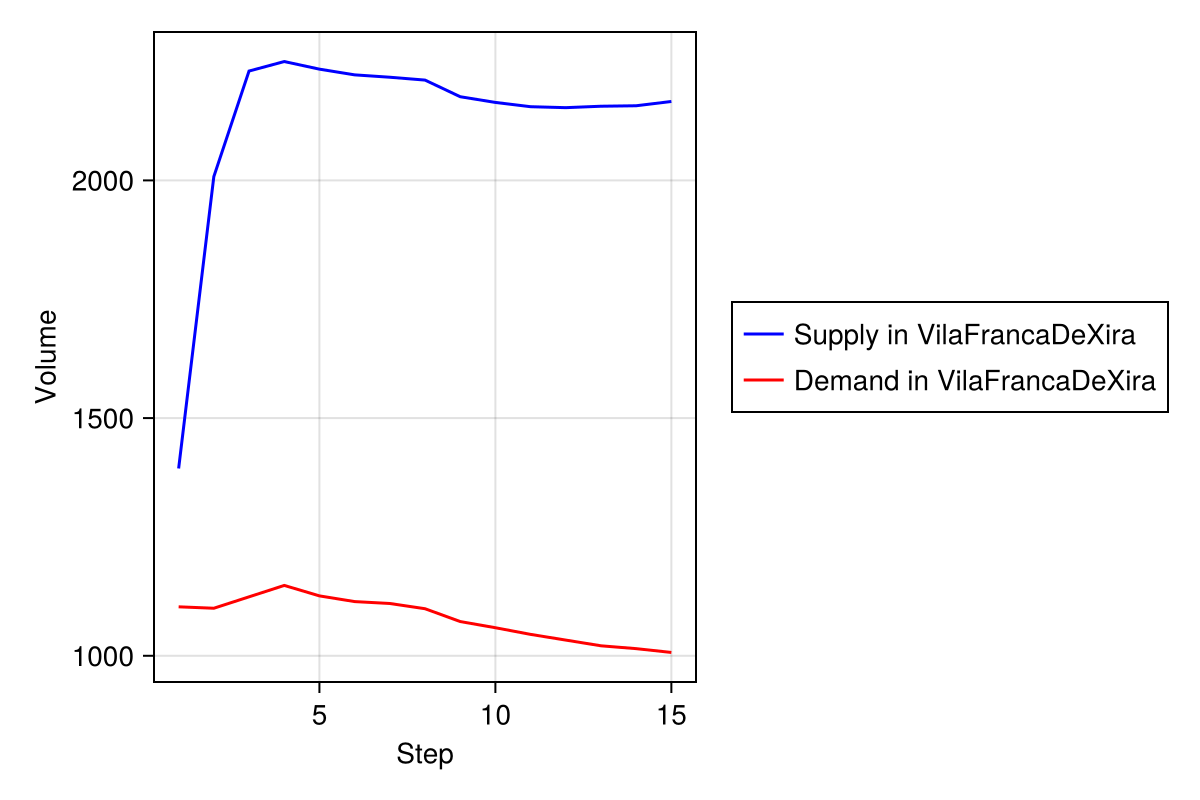 Volume
2000
1500
1000
5 10 15
Step
Supply in VilaFrancaDeXira
Demand in VilaFrancaDeXira